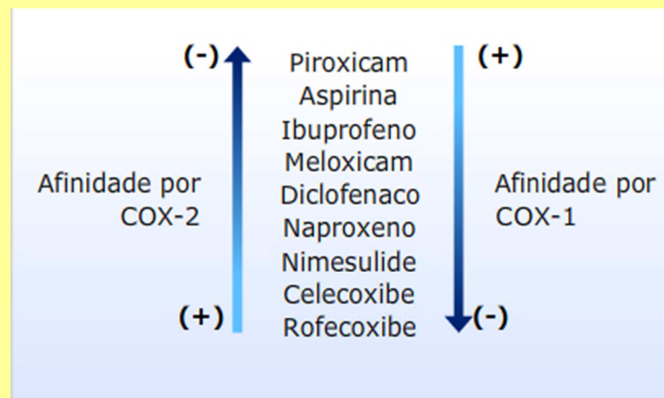 (-)
(+)
Piroxicam
Aspirina
Ibuprofeno
Meloxicam
Diclofenaco
Naproxeno
Nimesulide
Celecoxibe
Rofecoxibe
Afinidade por
COX-2
Afinidade por
COX-1
(+)
(-)